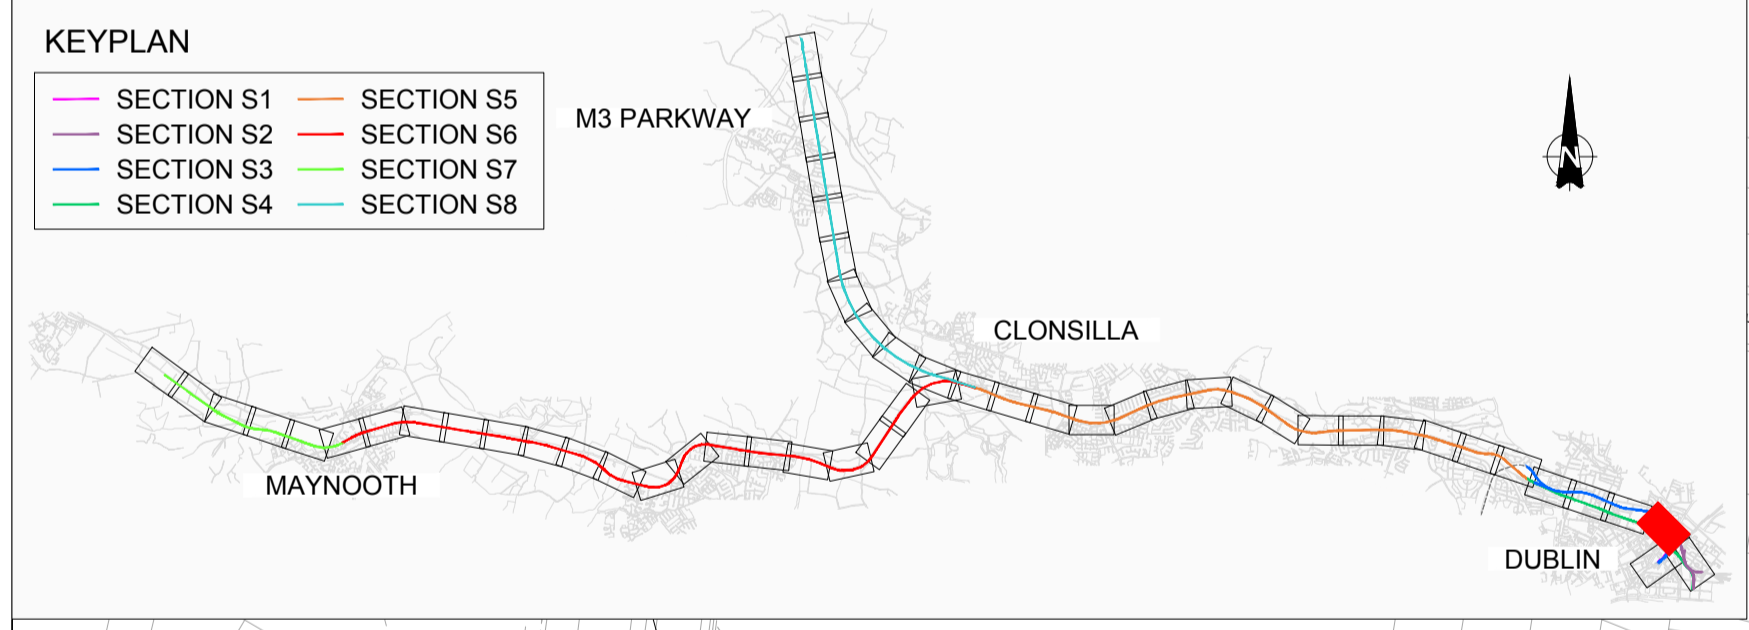 KEYPLAN
SECTION S1 SECTION S5
SECTION S2 SECTION S6
SECTION S3 SECTION S7
SECTION S4 SECTION S8
M3 PARKWAY
N
CLONSILLA
MAYNOOTH
DUBLIN